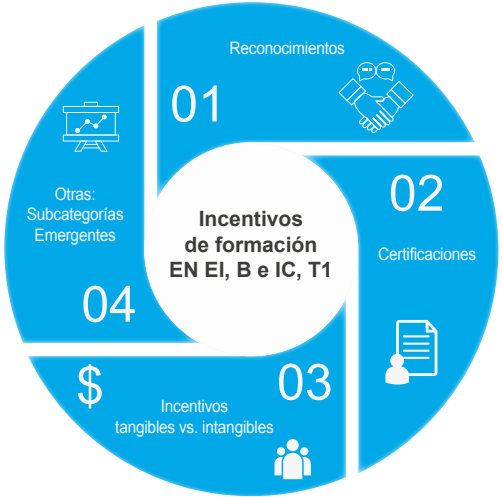 Reconocimientos
01
02
Certificaciones
Otras:
Subcategorías
Emergentes
04
Incentivos
de formación
EN EI, B e IC, T1
$
03
Incentivos
tangibles vs. intangibles